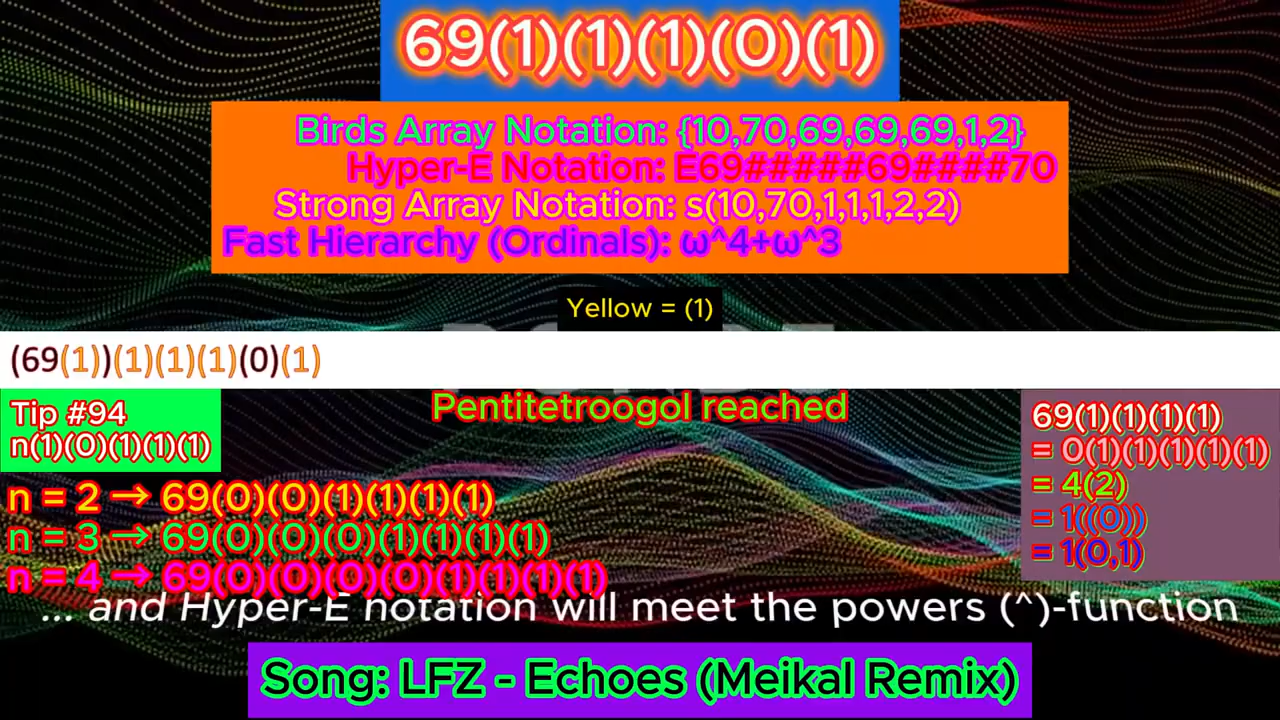 69(1)(1)(1)(0)(1)
Birds Array Notation: {10,70,69,69,69,1,2}
Hyper-E Notation: E69#####69####70
Strong Array Notation: s(10,70,1,1,1,2,2)
Fast Hierarchy (Ordinals): ω^4+ω^3
Yellow = (1)
(69(1))(1)(1)(1)(0)(1)
Tip #94
n(1)(0)(1)(1)(1)
n = 2 → 69(0)(0)(1)(1)(1)(1)
n = 3 → 69(0)(0)(0)(1)(1)(1)(1)
n = 4 → 69(0)(0)(0)(0)(1)(1)(1)(1)
Pentitetroogol reached
69(1)(1)(1)(1)
= 0(1)(1)(1)(1)(1)
= 4(2)
= 1((0))
= 1(0,1)
... and Hyper-E notation will meet the powers (^)-function
Song: LFZ - Echoes (Meikal Remix)